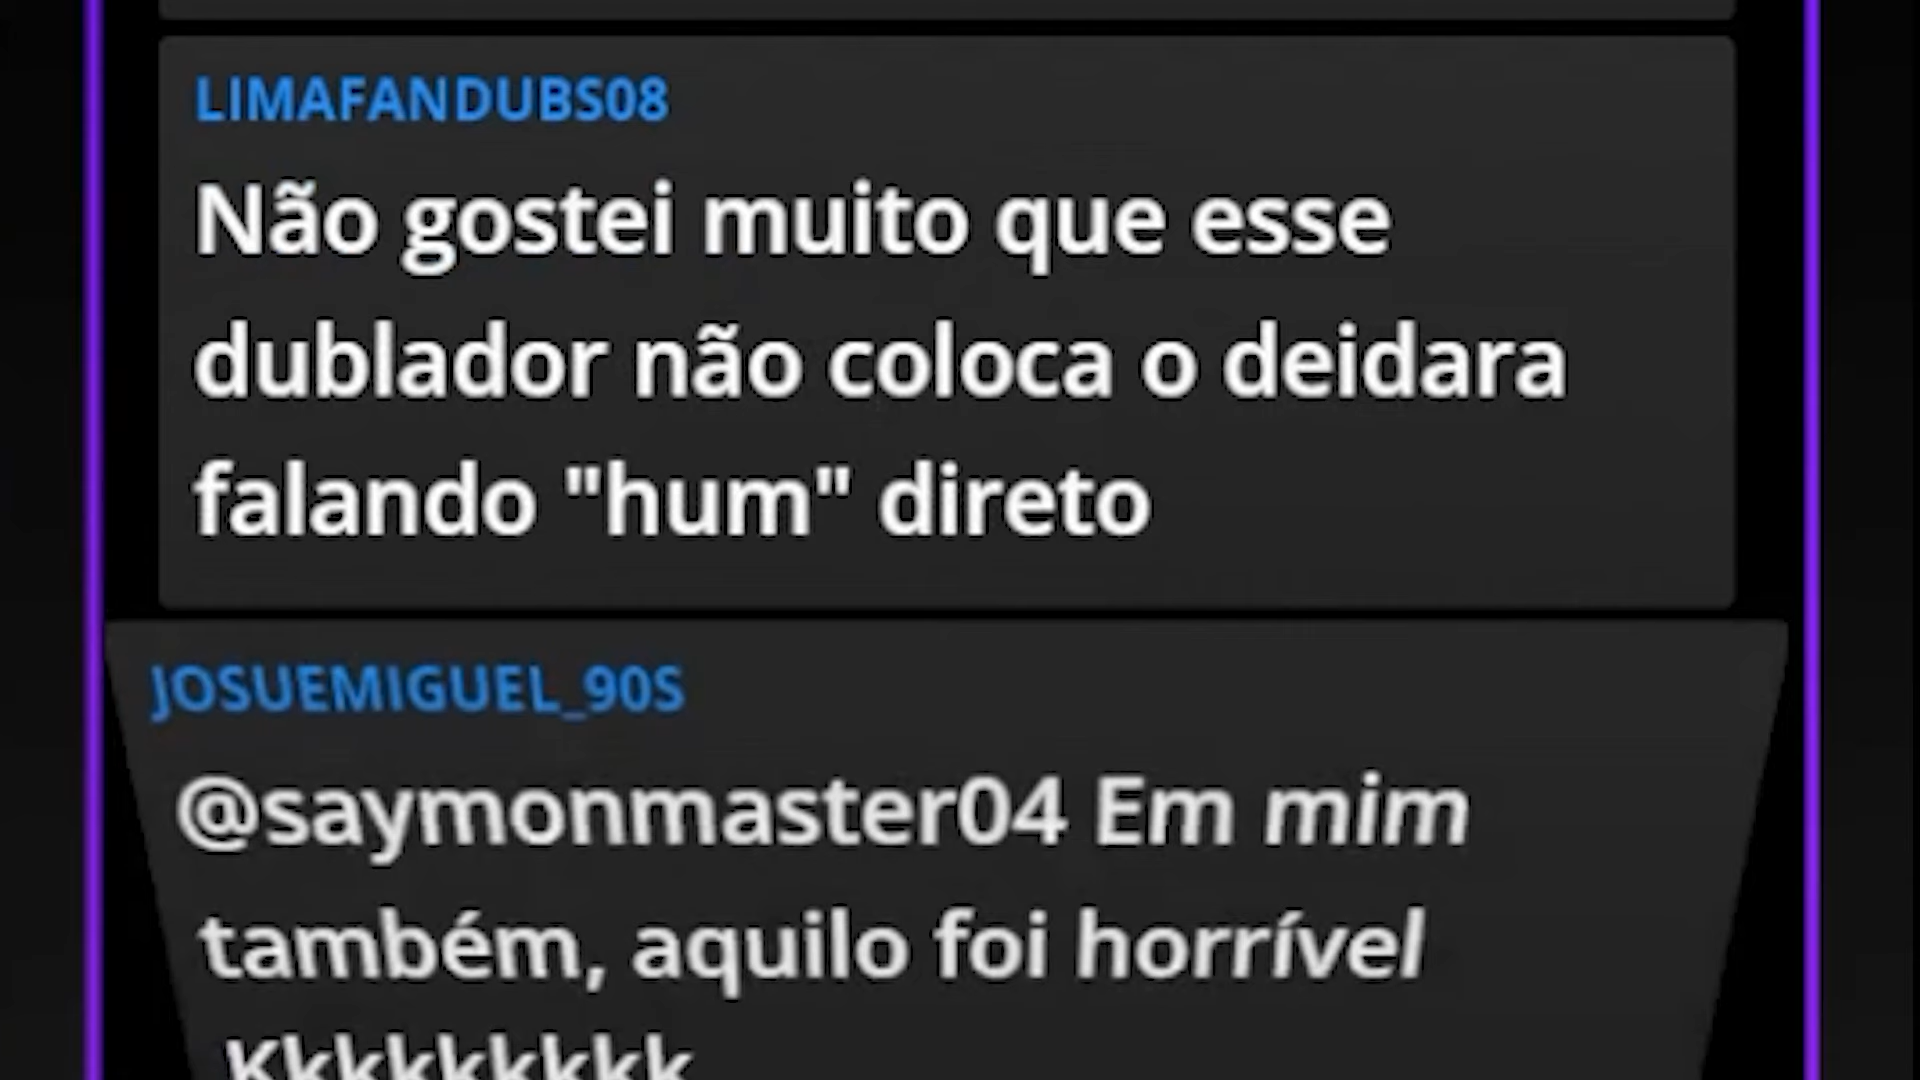 LIMAFANDUBS08
Não gostei muito que esse
dublador não coloca o deidara
falando "hum" direto
JOSUEMIGUEL_90S
@saymonmaster04 Em mim
também, aquilo foi horrível
Kkkkkkkkk